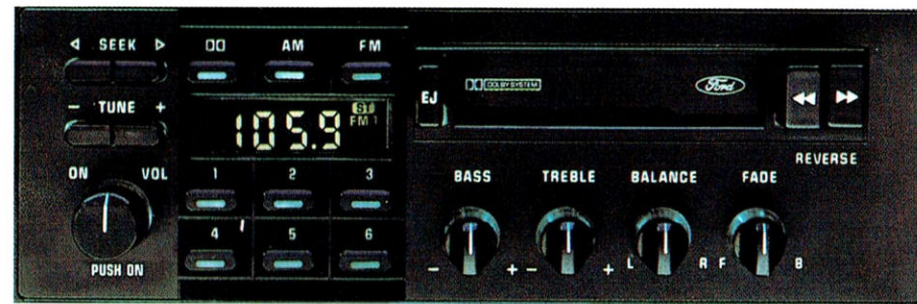 SEEK
AM FM
- TUNE +
105.9 ST
FM 1
EJ
DOLBY SYSTEM
Ford
REVERSE
ON VOL
PUSH ON
1 2 3
4 5 6
BASS TREBLE BALANCE FADE
- + - + L R F B